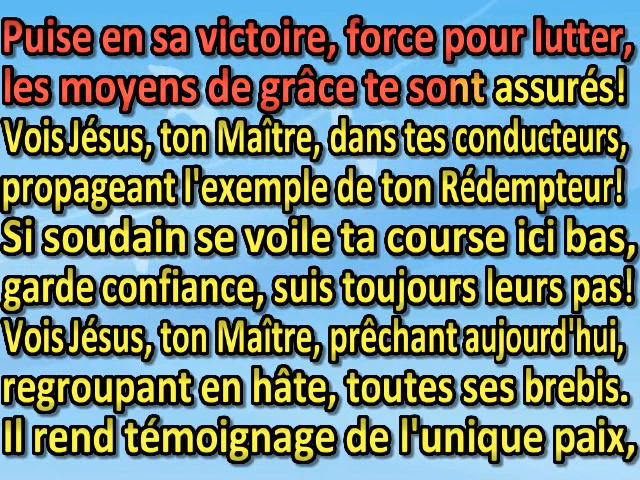 Puise en sa victoire, force pour lutter,
les moyens de grâce te sont assurés!
Vois Jésus, ton Maître, dans tes conducteurs,
propageant l'exemple de ton Rédempteur!
Si soudain se voile ta course ici bas,
garde confiance, suis toujours leurs pas!
Vois Jésus, ton Maître, prêchant aujourd'hui,
regroupant en hâte, toutes ses brebis.
Il rend témoignage de l'unique paix,